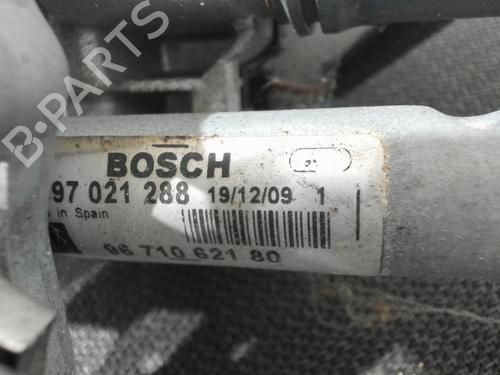 B-PARTS
BOSCH
97 021 288 19/12/09 1
in Spain
96 710 621 80